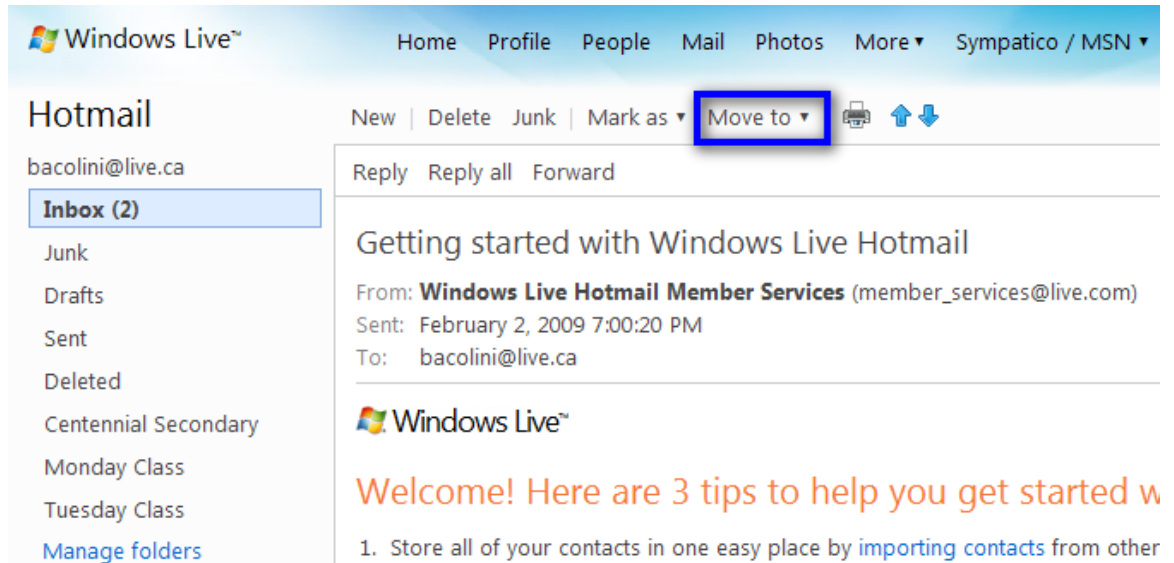 Windows Live™ Home Profile People Mail Photos More ▾ Sympatico / MSN ▾
Hotmail
bacolini@live.ca
Inbox (2)
Junk
Drafts
Sent
Deleted
Centennial Secondary
Monday Class
Tuesday Class
Manage folders
New | Delete Junk | Mark as ▾ Move to ▾
Reply Reply all Forward
Getting started with Windows Live Hotmail
From: Windows Live Hotmail Member Services (member_services@live.com)
Sent: February 2, 2009 7:00:20 PM
To: bacolini@live.ca
Windows Live™
Welcome! Here are 3 tips to help you get started
1. Store all of your contacts in one easy place by importing contacts from other